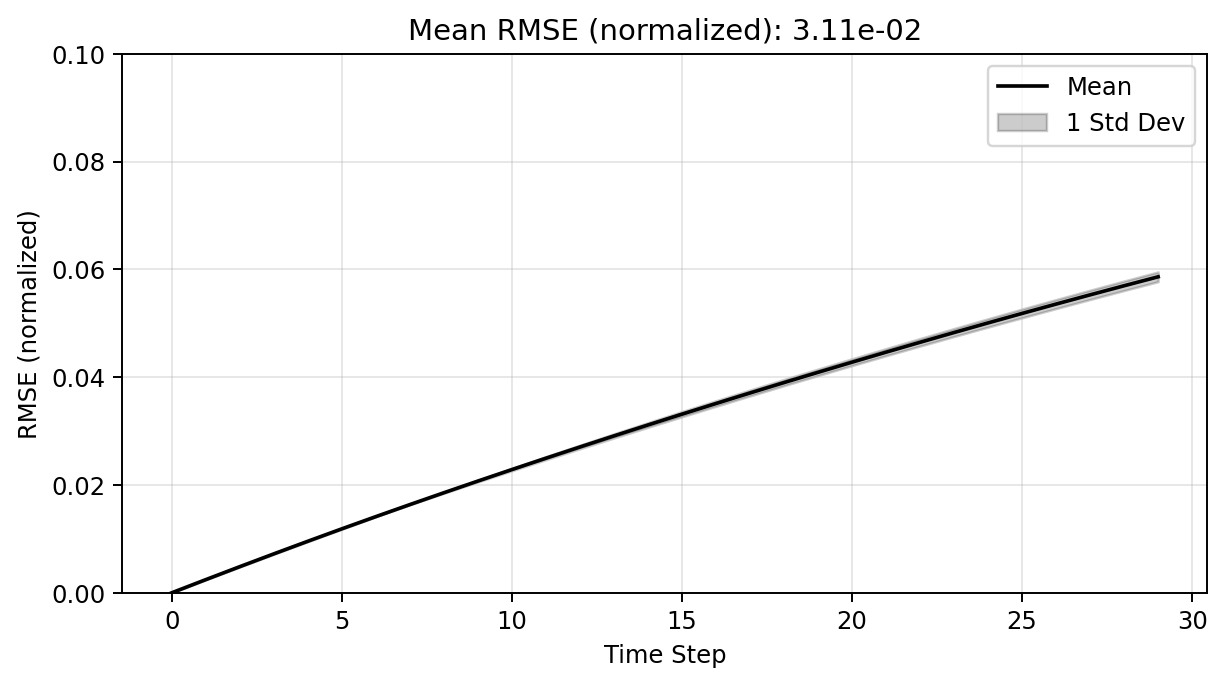 Mean RMSE (normalized): 3.11e-02
0.10
0.08
0.06
0.04
0.02
0.00
RMSE (normalized)
Mean
1 Std Dev
0 5 10 15 20 25 30
Time Step